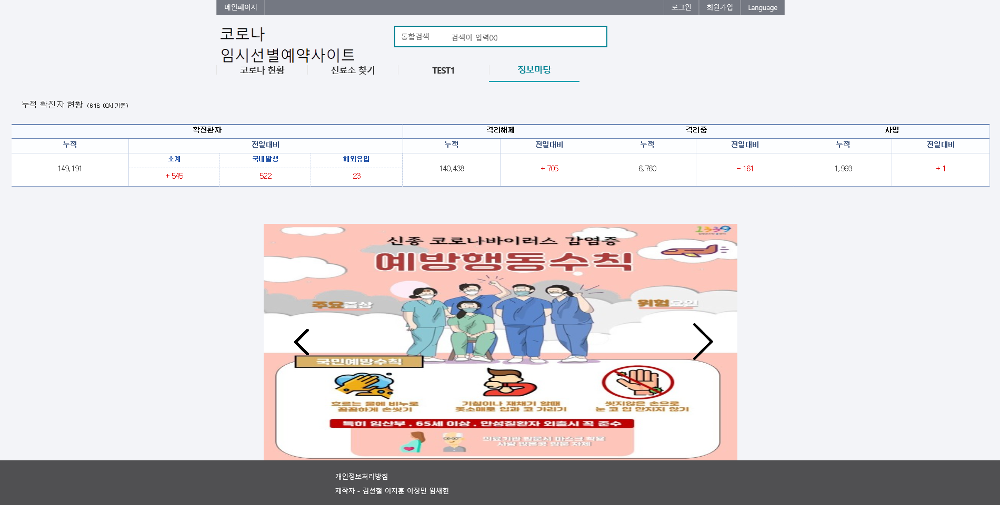 메인페이지 로그인 회원가입 Language
코로나
임시선별예약사이트
통합검색 검색어 입력(X)
코로나 현황 진료소 찾기 TEST1 정보마당
누적 확진자 현황 (6.16. 00시 기준)
확진환자 격리해제 격리중 사망
누적 전일대비 누적 전일대비 누적 전일대비 누적 전일대비
소계 국내발생 해외유입
149,191 140,438 + 705 6,760 - 161 1,993 + 1
+ 545 522 23
1339
신종 코로나바이러스 감염증
예방행동수칙
주요증상 위험요인
국민예방수칙
흐르는 물에 비누로 기침이나 재채기 할때 씻지않은 손으로
꼼꼼하게 손씻기 옷소매로 입과 코 가리기 눈 코 입 만지지 않기
특히 임산부 . 65세 이상 . 만성질환자 외출시 꼭 준수
의료기관 방문시 마스크 착용
사람 많은곳 방문 자제
개인정보처리방침
제작자 - 김선철 이지훈 이정민 임채현